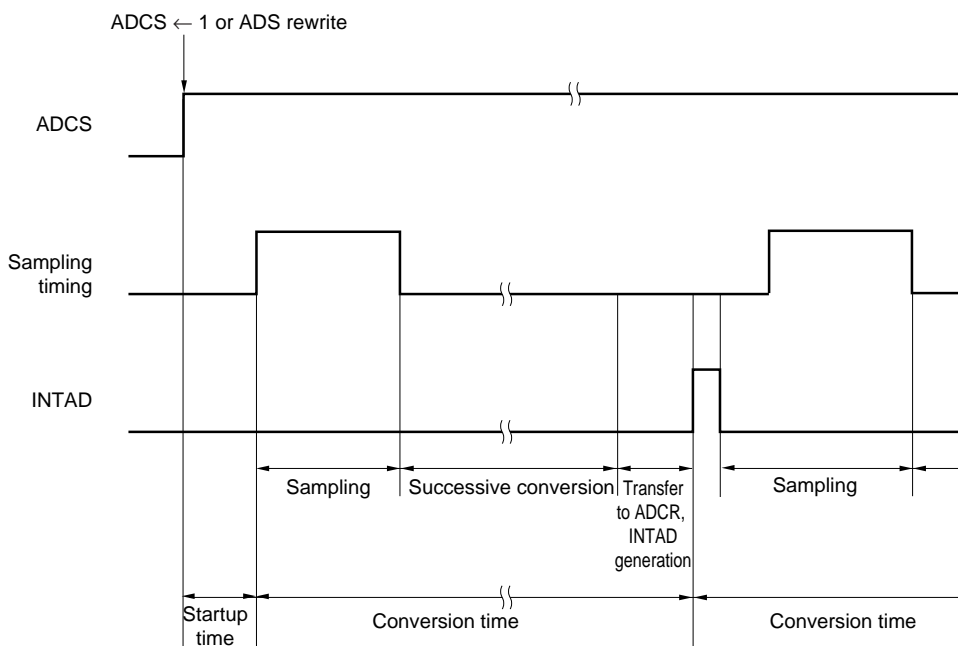 ADCS ← 1 or ADS rewrite
ADCS
Sampling
timing
INTAD
Sampling
Successive conversion
Transfer
to ADCR,
INTAD
generation
Sampling
Startup
time
Conversion time
Conversion time